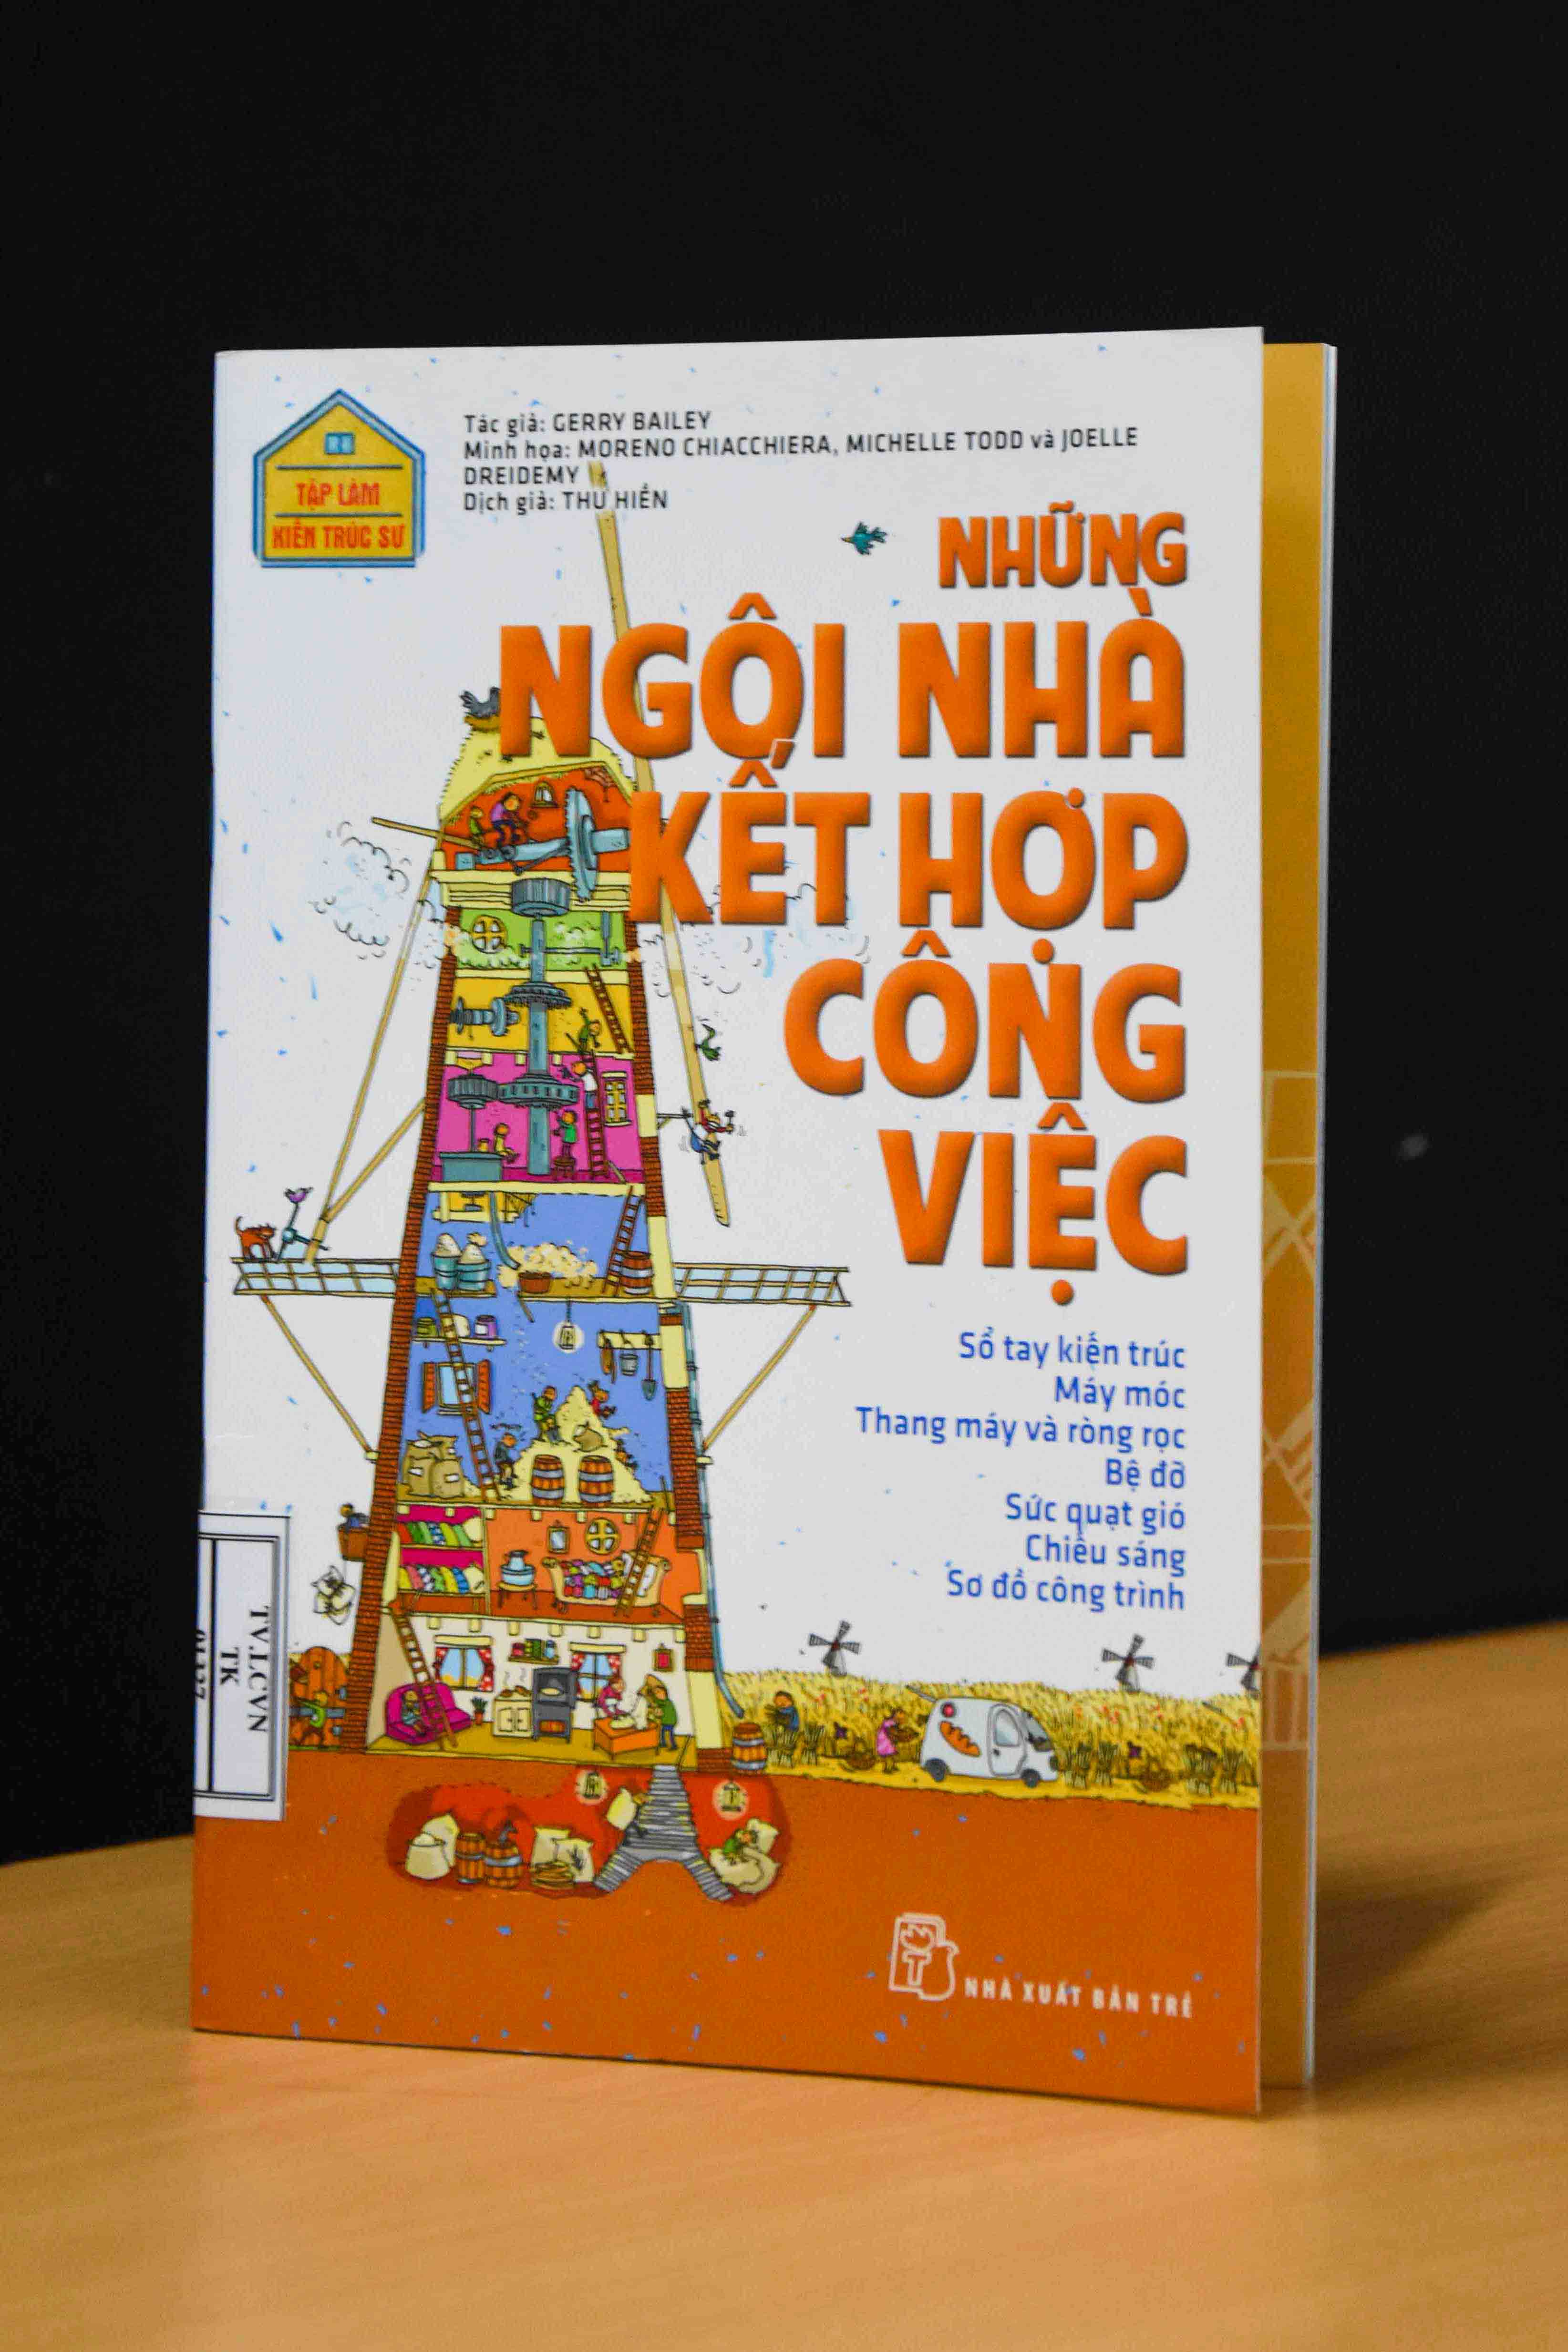 Tác giả: GERRY BAILEY
Minh họa: MORENO CHIACCHIERA, MICHELLE TODD và JOELLE
DREIDEMY
Dịch giả: THU HIỀN
TẬP LÀM
KIẾN TRÚC SƯ
NHỮNG
NGÔI NHÀ
KẾT HỢP
CÔNG
VIỆC
Sổ tay kiến trúc
Máy móc
Thang máy và ròng rọc
Bệ đỡ
Sức quạt gió
Chiếu sáng
Sơ đồ công trình
TV.LCVN
TK
NHÀ XUẤT BẢN TRẺ